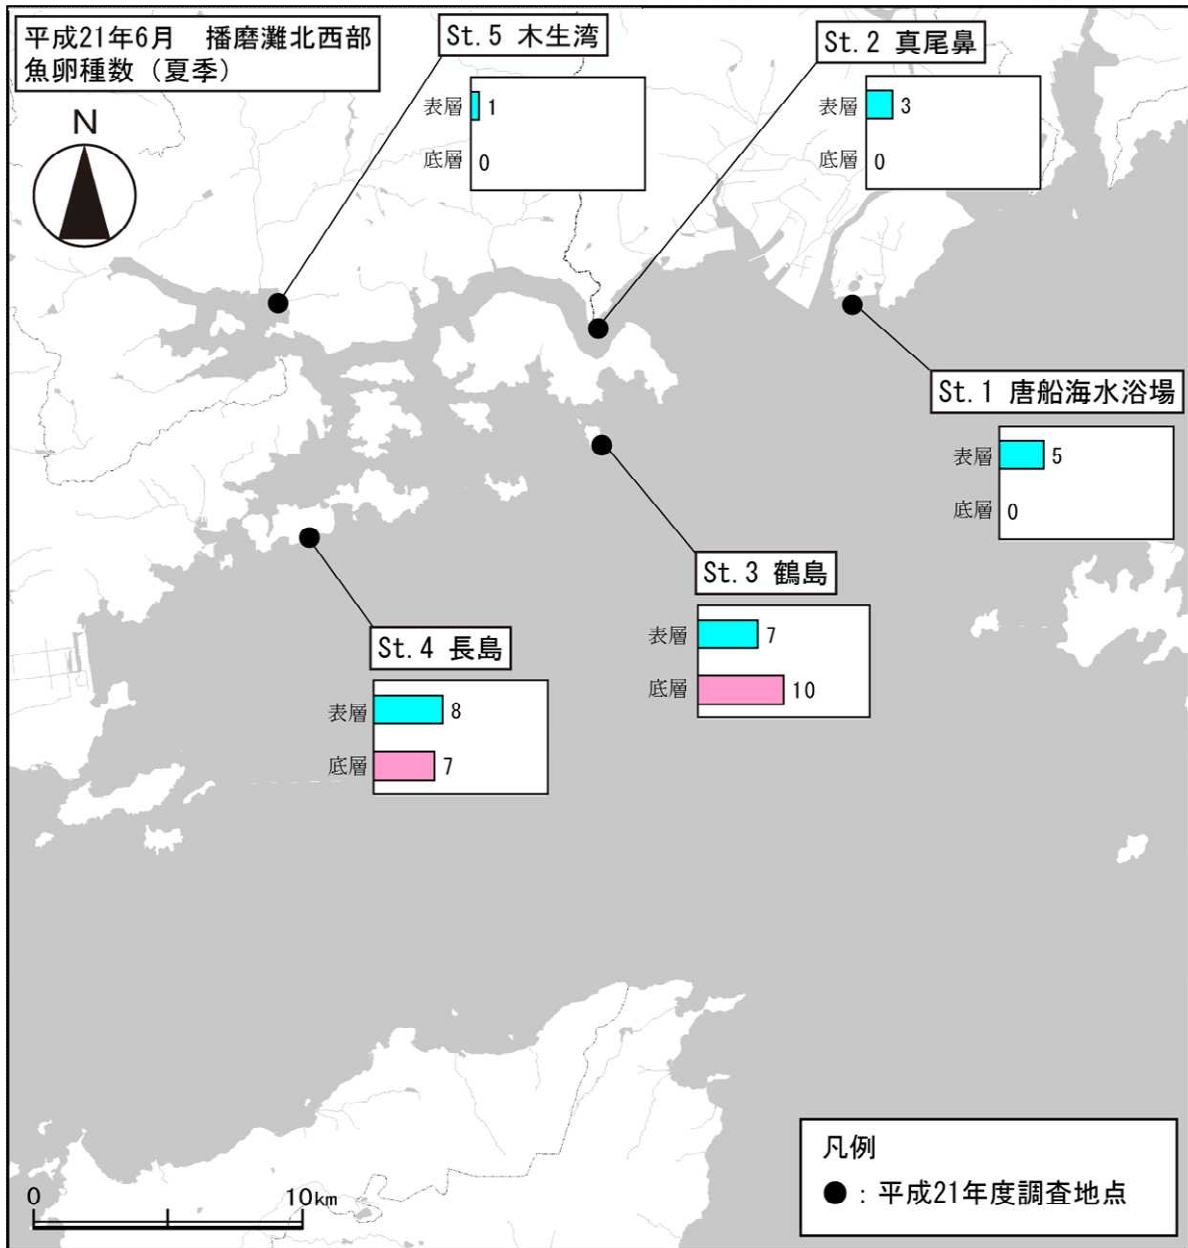 平成21年6月　播磨灘北西部
魚卵種数（夏季）
N
St.5 木生湾
表層 1
底層 0
St.2 真尾鼻
表層 3
底層 0
St.1 唐船海水浴場
表層 5
底層 0
St.3 鶴島
表層 7
底層 10
St.4 長島
表層 8
底層 7
0 10km
凡例
●：平成21年度調査地点